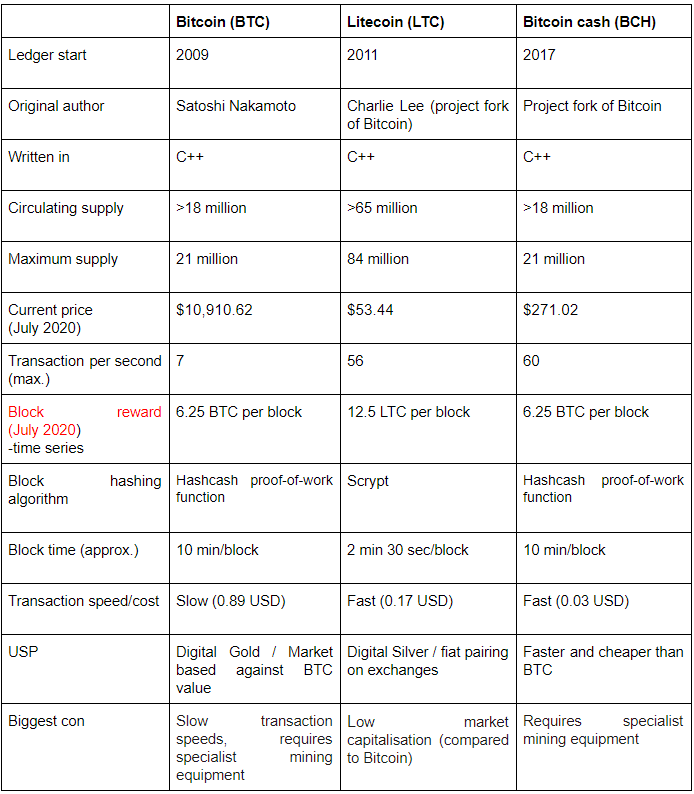 Bitcoin (BTC) Litecoin (LTC) Bitcoin cash (BCH)
Ledger start 2009 2011 2017
Original author Satoshi Nakamoto Charlie Lee (project fork Project fork of Bitcoin
of Bitcoin)
Written in C++ C++ C++
Circulating supply >18 million >65 million >18 million
Maximum supply 21 million 84 million 21 million
Current price $10,910.62 $53.44 $271.02
(July 2020)
Transaction per second 7 56 60
(max.)
Block reward 6.25 BTC per block 12.5 LTC per block 6.25 BTC per block
(July 2020)
-time series
Block hashing Hashcash proof-of-work Scrypt Hashcash proof-of-work
algorithm function function
Block time (approx.) 10 min/block 2 min 30 sec/block 10 min/block
Transaction speed/cost Slow (0.89 USD) Fast (0.17 USD) Fast (0.03 USD)
USP Digital Gold / Market Digital Silver / fiat pairing Faster and cheaper than
based against BTC on exchanges BTC
value
Biggest con Slow transaction Low market Requires specialist
speeds, requires capitalisation (compared mining equipment
specialist mining to Bitcoin)
equipment